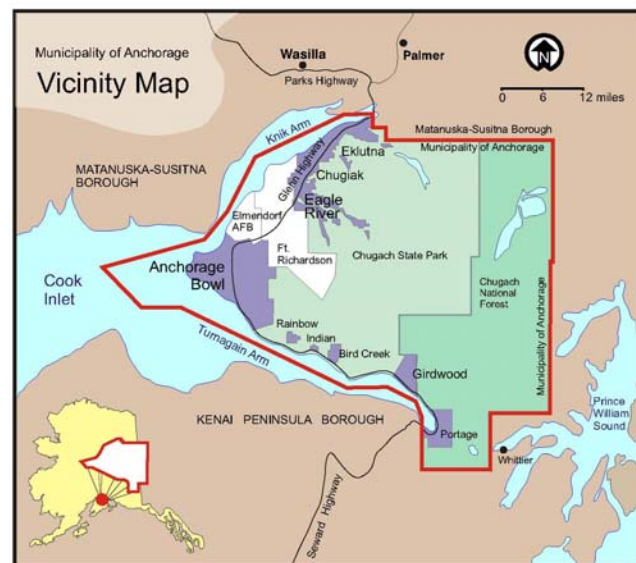 Municipality of Anchorage
Vicinity Map
Wasilla
Palmer
Parks Highway
N
0 6 12 miles
Knik Arm
Matanuska-Susitna Borough
Municipality of Anchorage
MATANUSKA-SUSITNA
BOROUGH
Glenn Highway
Eklutna
Chugiak
Eagle
River
Elmendorf
AFB
Ft.
Richardson
Chugach State Park
Anchorage
Bowl
Cook
Inlet
Chugach
National
Forest
Municipality of Anchorage
Rainbow
Indian
Bird Creek
Turnagain Arm
Girdwood
Prince
William
Sound
KENAI PENINSULA BOROUGH
Portage
Whittier
Seward Highway